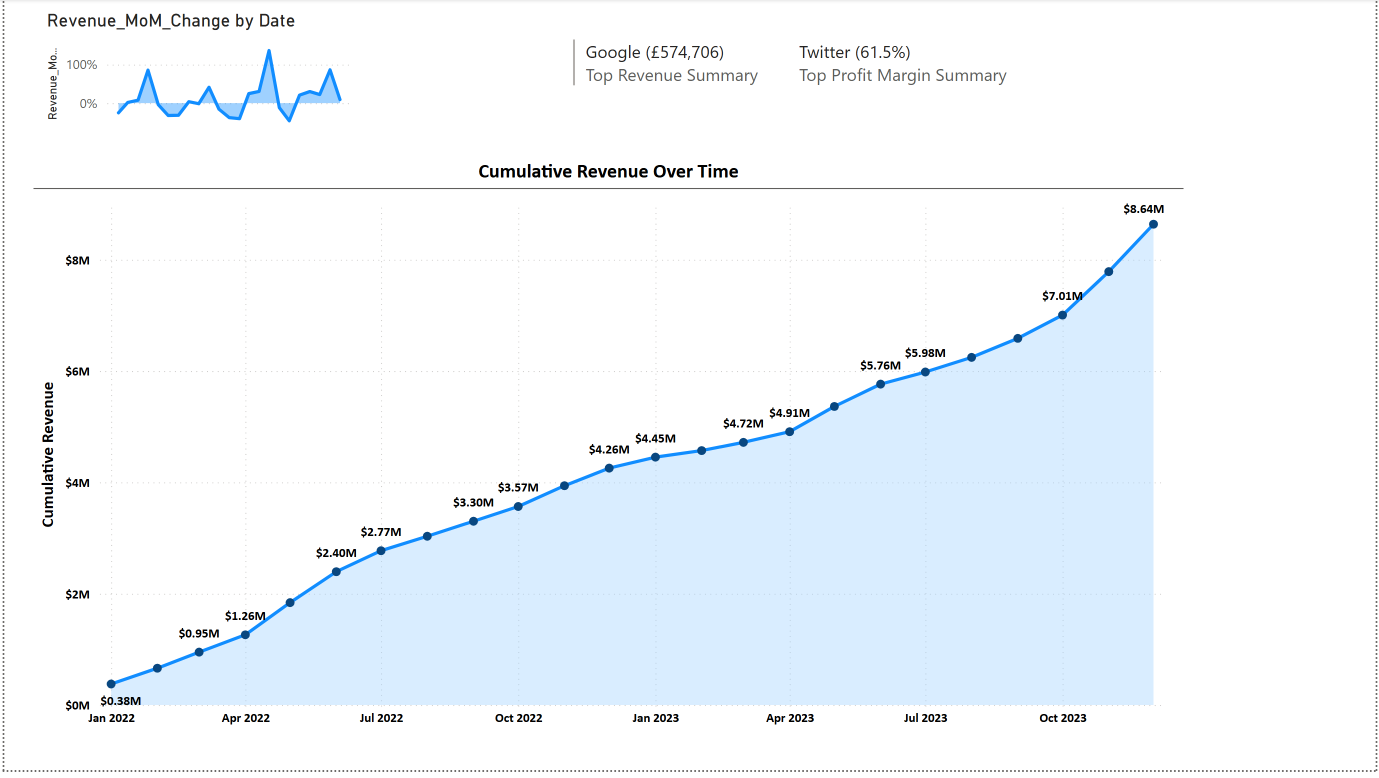 Revenue_MoM_Change by Date
Revenue_Mo...
100%
0%
Google (£574,706)
Top Revenue Summary
Twitter (61.5%)
Top Profit Margin Summary
Cumulative Revenue Over Time
Cumulative Revenue
$8M
$6M
$4M
$2M
$0M
$0.38M
$0.95M
$1.26M
$2.40M
$2.77M
$3.30M
$3.57M
$4.26M
$4.45M
$4.72M
$4.91M
$5.76M
$5.98M
$7.01M
$8.64M
Jan 2022
Apr 2022
Jul 2022
Oct 2022
Jan 2023
Apr 2023
Jul 2023
Oct 2023